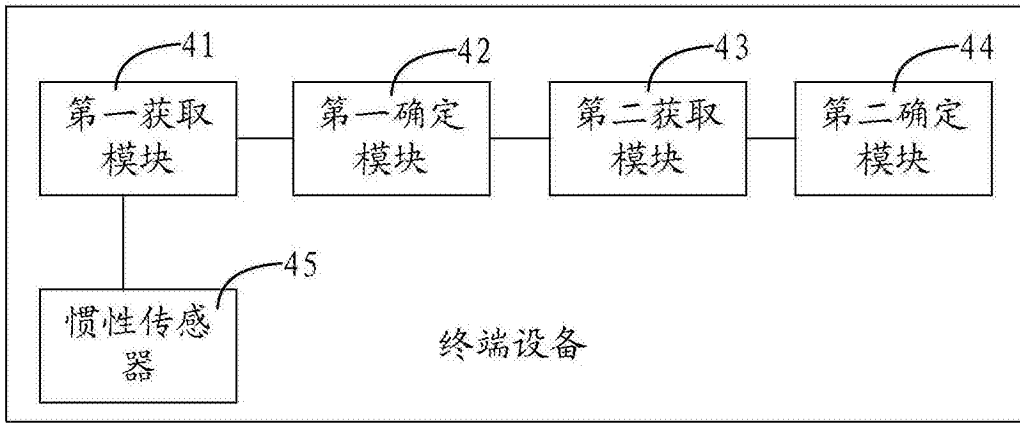 41
42
43
44
第一获取
模块
第一确定
模块
第二获取
模块
第二确定
模块
45
惯性传感
器
终端设备